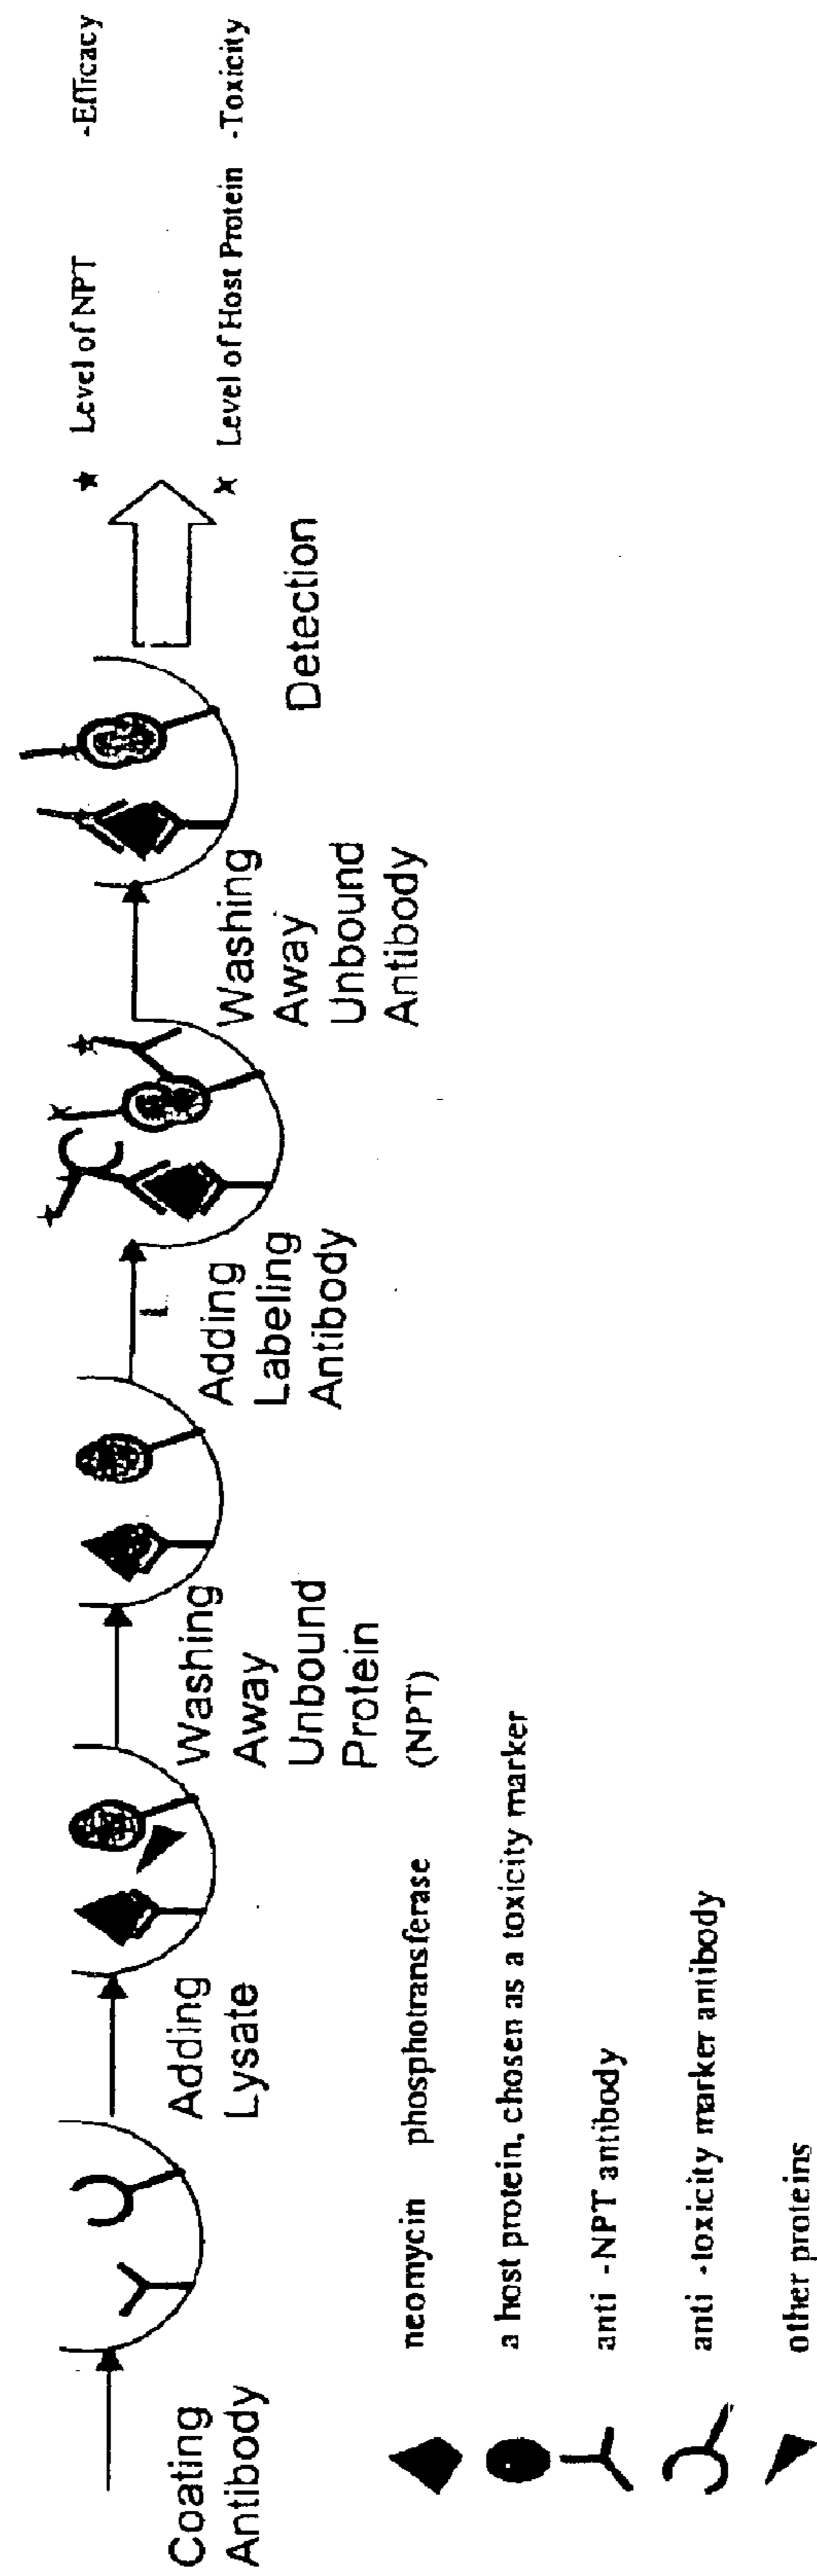 Coating
Antibody
Adding
Lysate
Washing
Away
Unbound
Protein
Adding
Labeling
Antibody
Washing
Away
Unbound
Antibody
Detection
Level of NPT -Efficacy
Level of Host Protein -Toxicity
neomycin phosphotransferase (NPT)
a host protein, chosen as a toxicity marker
anti -NPT antibody
anti -toxicity marker antibody
other proteins